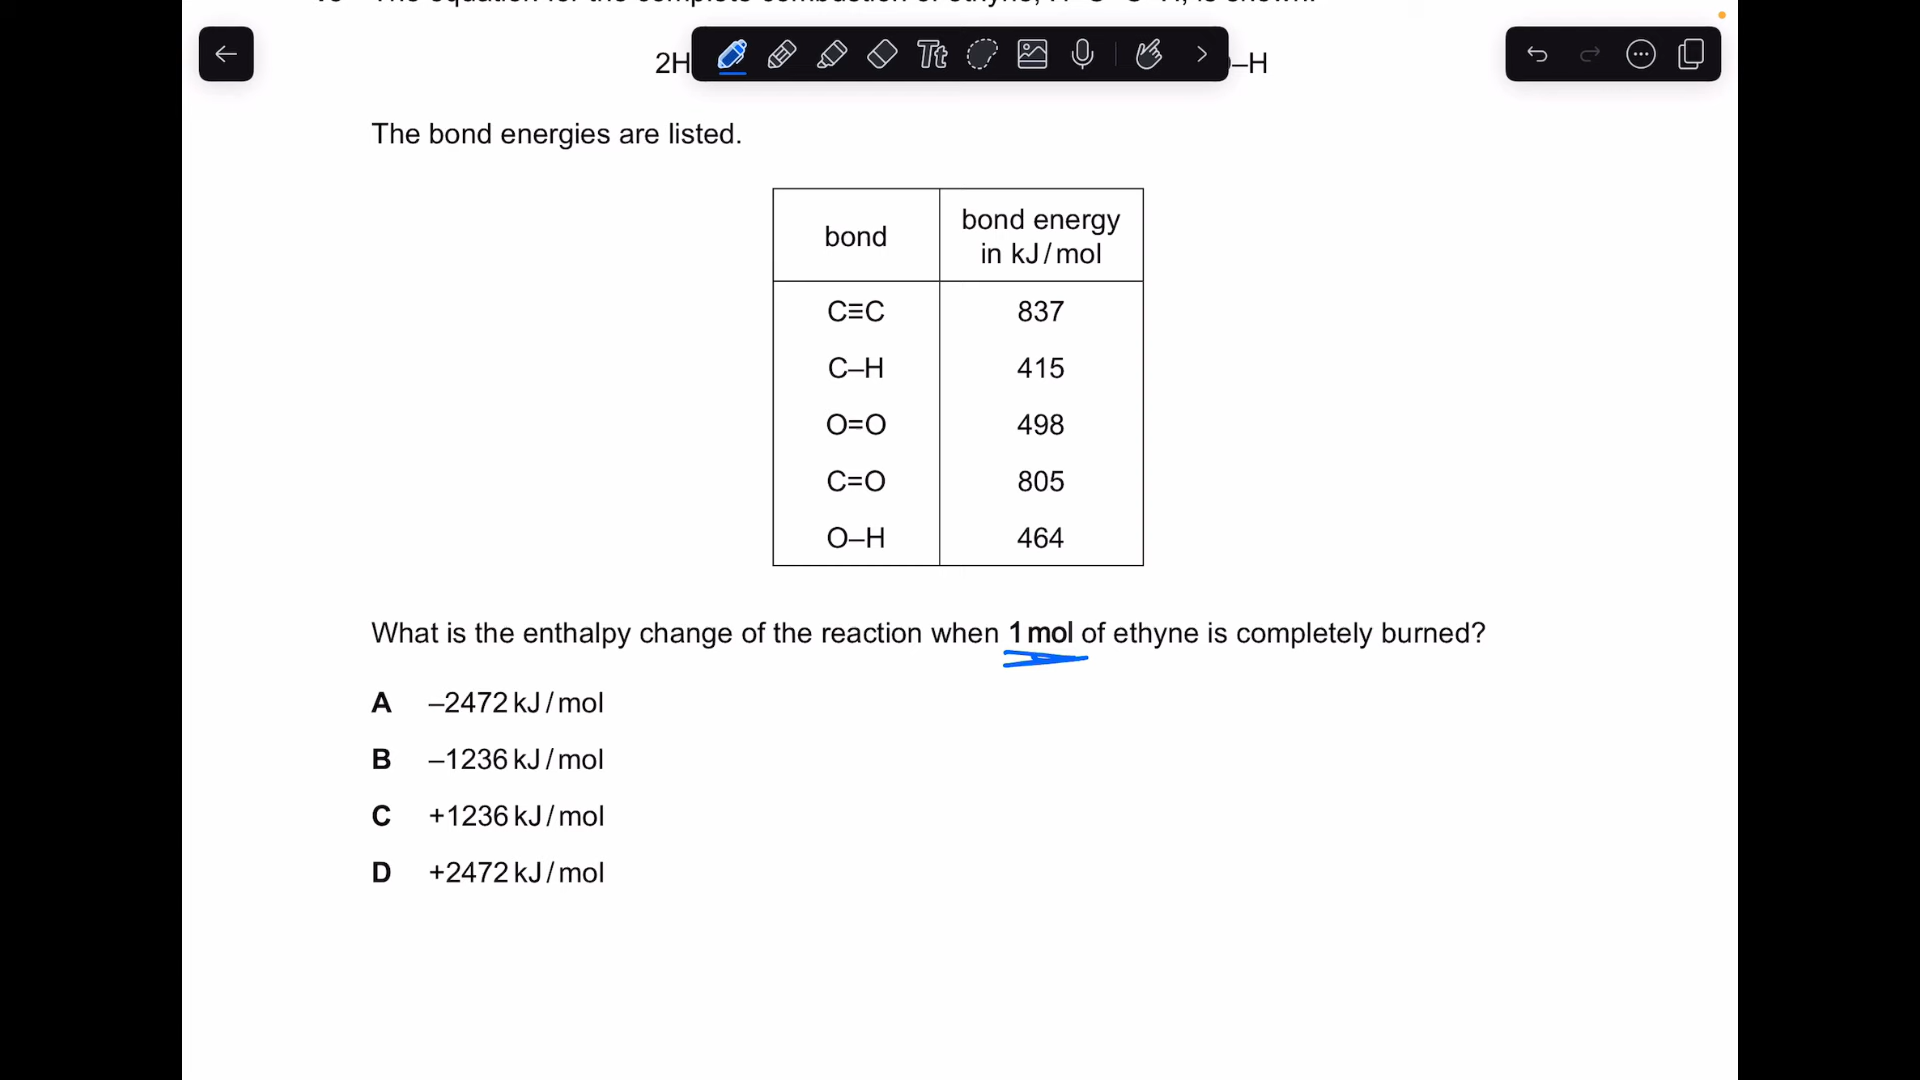 2H
–H
Tt
The bond energies are listed.
bond
bond energy
in kJ/mol
C≡C 837
C–H 415
O=O 498
C=O 805
O–H 464
What is the enthalpy change of the reaction when 1 mol of ethyne is completely burned?
A –2472 kJ/mol
B –1236 kJ/mol
C +1236 kJ/mol
D +2472 kJ/mol